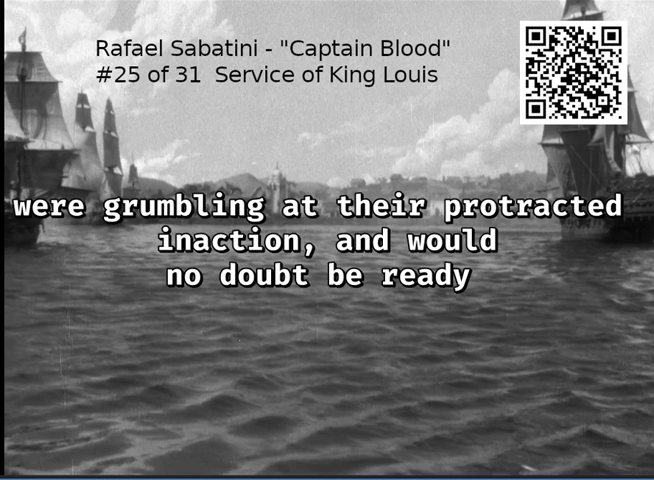 Rafael Sabatini - "Captain Blood"
#25 of 31  Service of King Louis
were grumbling at their protracted
inaction, and would
no doubt be ready